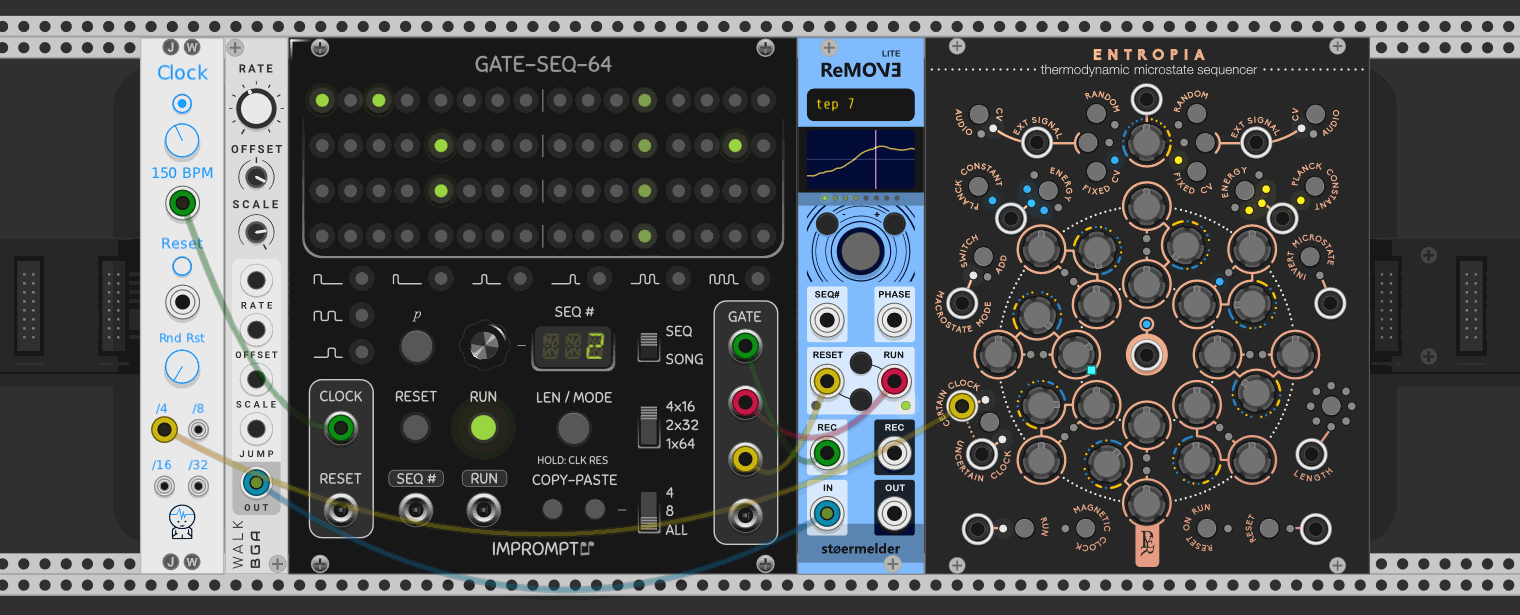 J W
Clock
150 BPM
Reset
Rnd Rst
/4 /8
/16 /32
J W
RATE
OFFSET
SCALE
RATE
OFFSET
SCALE
JUMP
OUT
WALK
BGA
GATE-SEQ-64
p
SEQ #
2
SEQ
SONG
GATE
CLOCK
RESET
RUN
LEN / MODE
4x16
2x32
1x64
HOLD: CLK RES
RESET
SEQ #
RUN
COPY-PASTE
4
8
ALL
IMPROMPTU
LITE
ReMOVE
tep 7
- +
SEQ# PHASE
RESET RUN
REC REC
IN OUT
støermelder
ENTROPIA
thermodynamic microstate sequencer
AUDIO CV
EXT SIGNAL
RANDOM
FIXED CV
RANDOM
FIXED CV
EXT SIGNAL
CV AUDIO
PLANCK CONSTANT
ENERGY
ENERGY
PLANCK CONSTANT
SWITCH ADD
MACROSTATE MODE
INVERT MICROSTATE
CERTAIN CLOCK
UNCERTAIN CLOCK
LENGTH
RUN
MAGNETIC CLOCK
RESET ON RUN
RESET